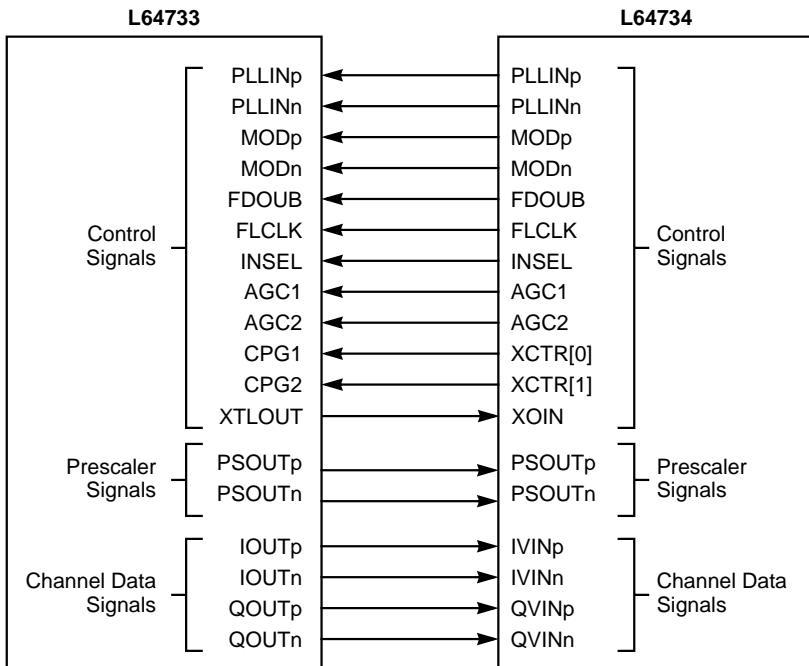 L64733 L64734
PLLINp PLLINp
PLLINn PLLINn
MODp MODp
MODn MODn
FDOUB FDOUB
Control FLCLK FLCLK Control
Signals INSEL INSEL Signals
AGC1 AGC1
AGC2 AGC2
CPG1 XCTR[0]
CPG2 XCTR[1]
XTLOUT XOIN
Prescaler PSOUTp PSOUTp Prescaler
Signals PSOUTn PSOUTn Signals
IOUTp IVINp
Channel Data IOUTn IVINn Channel Data
Signals QOUTp QVINp Signals
QOUTn QVINn